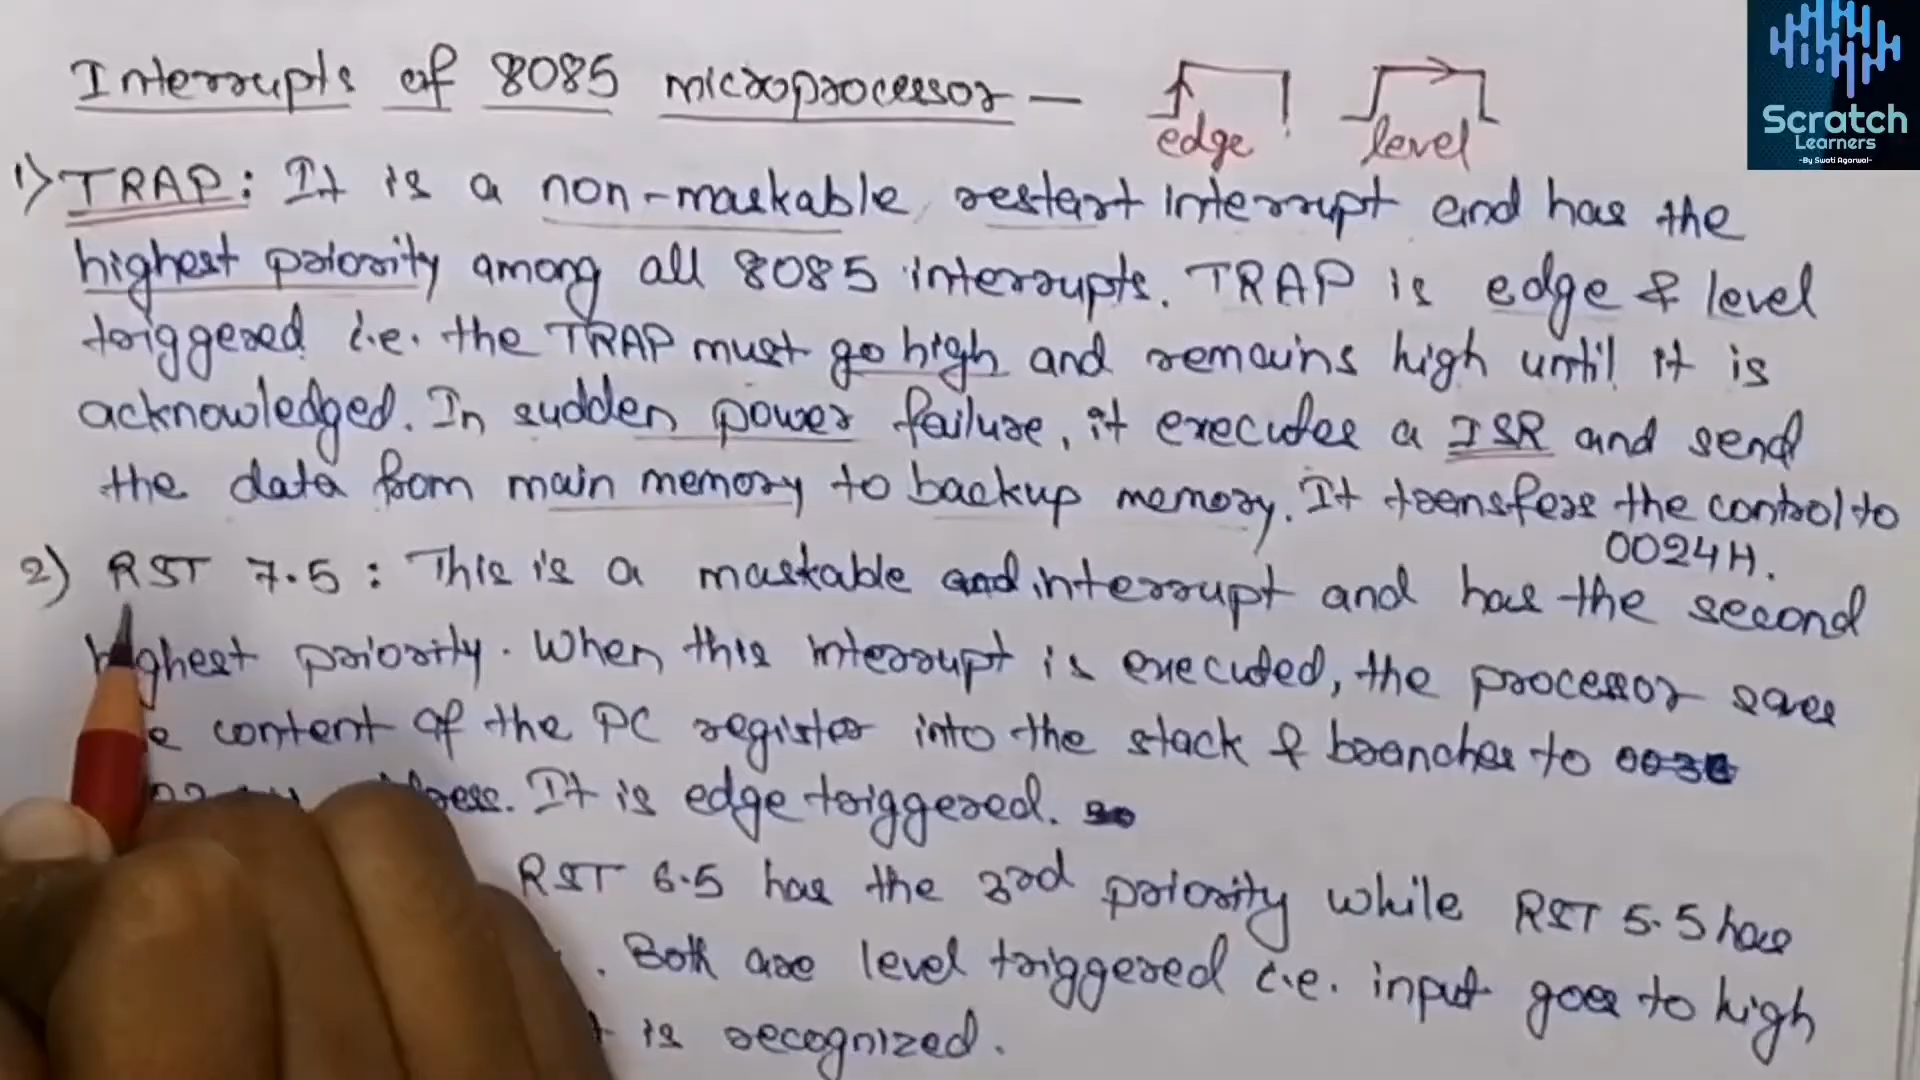 Interrupts of 8085 microprocessor —
edge level
Scratch
Learners
-By Swati Agarwal-
1) TRAP: It is a non-maskable, restart interrupt and has the
highest priority among all 8085 interrupts. TRAP is edge & level
triggered i.e. the TRAP must go high and remains high until it is
acknowledged. In sudden power failure, it executes a ISR and send
the data from main memory to backup memory. It transfers the control to
0024H.
2) RST 7.5 : This is a maskable interrupt and has the second
highest priority. When this interrupt is executed, the processor saves
content of the PC register into the stack & branches to
It is edge triggered.
RST 6.5 has the 3rd priority while RST 5.5 has
. Both are level triggered i.e. input goes to high
is recognized.